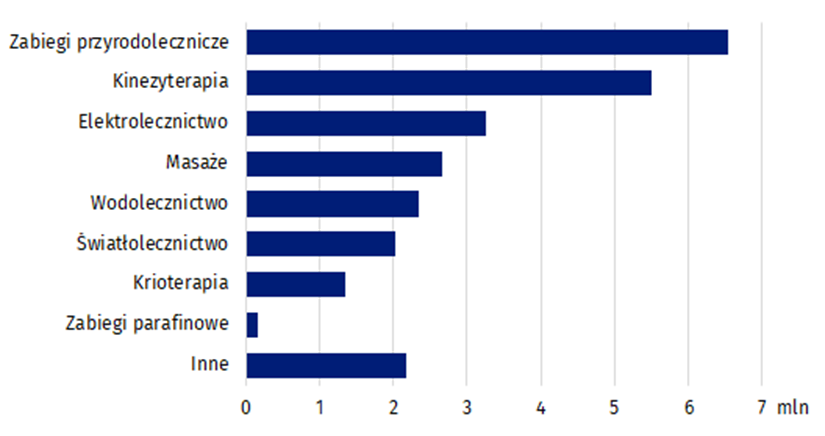 Zabiegi przyrodolecznicze
Kinezyterapia
Elektrolecznictwo
Masaże
Wodolecznictwo
Światłolecznictwo
Krioterapia
Zabiegi parafinowe
Inne
0 1 2 3 4 5 6 7 mln